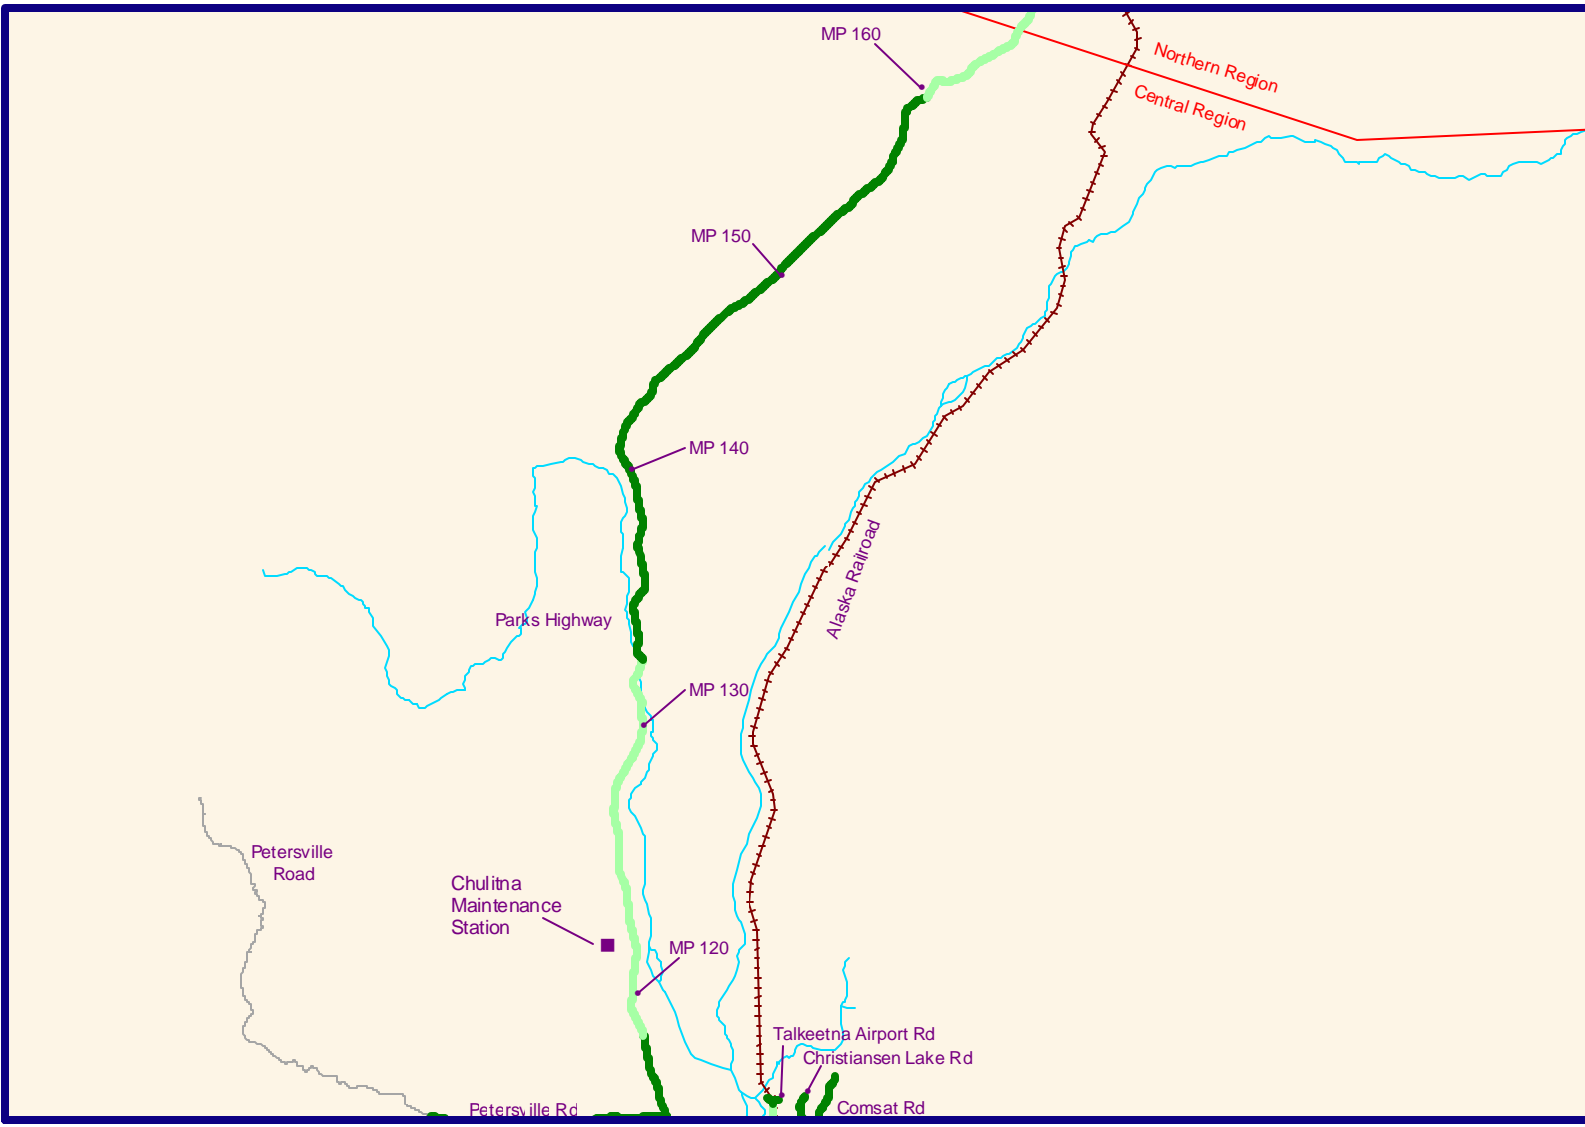 MP 160
Northern Region
Central Region
MP 150
MP 140
Alaska Railroad
Parks Highway
MP 130
Petersville
Road
Chulitna
Maintenance
Station
MP 120
Talkeetna Airport Rd
Christiansen Lake Rd
Petersville Rd
Comsat Rd